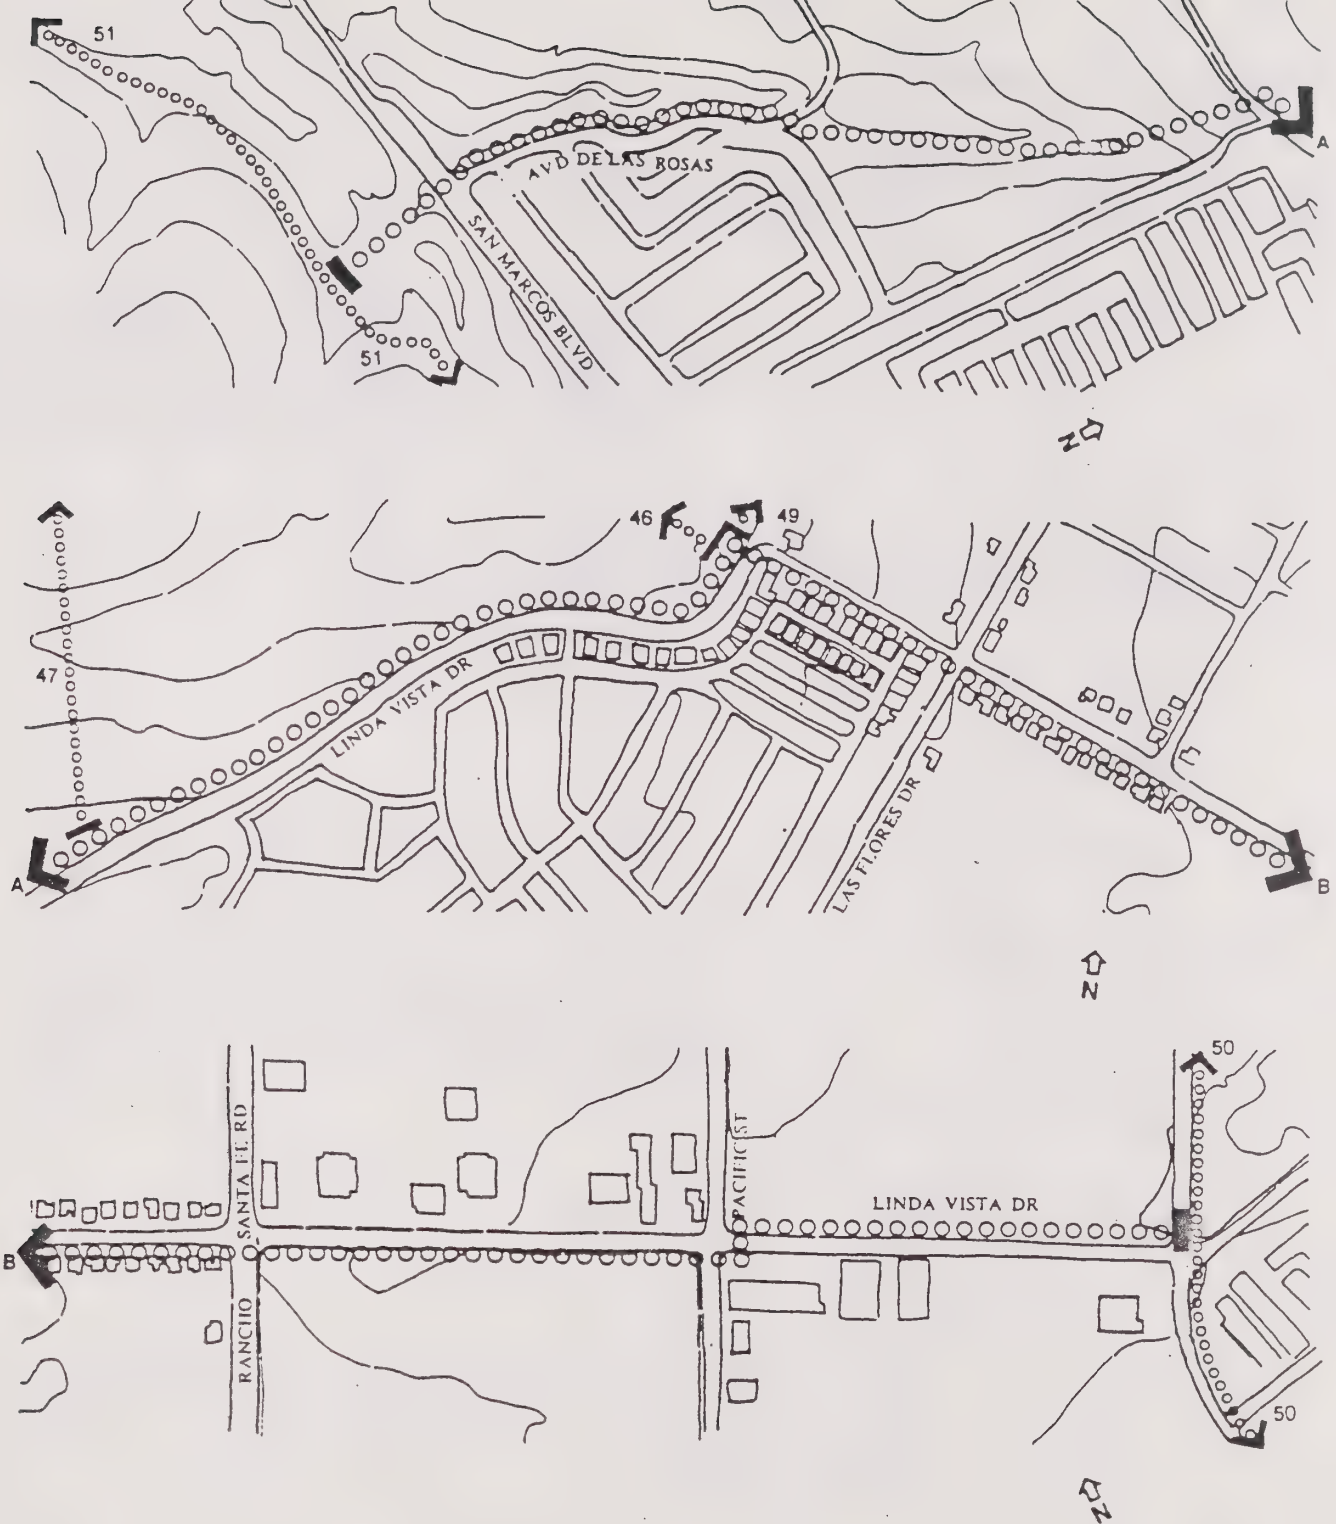 51
A
AVD DE LAS ROSAS
SAN MARCOS BLVD
51
N
46
49
47
LINDA VISTA DR
LAS FLORES DR
A
B
N
50
SANTA FE RD
PACIFIC ST
LINDA VISTA DR
B
RANCHO
50
N